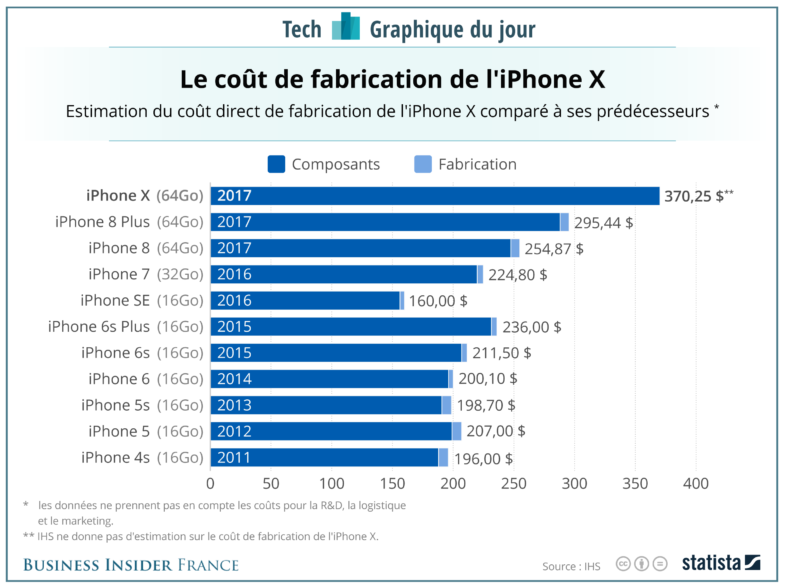 Tech Graphique du jour
Le coût de fabrication de l'iPhone X
Estimation du coût direct de fabrication de l'iPhone X comparé à ses prédécesseurs *
Composants Fabrication
iPhone X (64Go) 2017 370,25 $**
iPhone 8 Plus (64Go) 2017 295,44 $
iPhone 8 (64Go) 2017 254,87 $
iPhone 7 (32Go) 2016 224,80 $
iPhone SE (16Go) 2016 160,00 $
iPhone 6s Plus (16Go) 2015 236,00 $
iPhone 6s (16Go) 2015 211,50 $
iPhone 6 (16Go) 2014 200,10 $
iPhone 5s (16Go) 2013 198,70 $
iPhone 5 (16Go) 2012 207,00 $
iPhone 4s (16Go) 2011 196,00 $
0 50 100 150 200 250 300 350 400
* les données ne prennent pas en compte les coûts pour la R&D, la logistique
et le marketing.
** IHS ne donne pas d'estimation sur le coût de fabrication de l'iPhone X.
BUSINESS INSIDER FRANCE Source : IHS statista